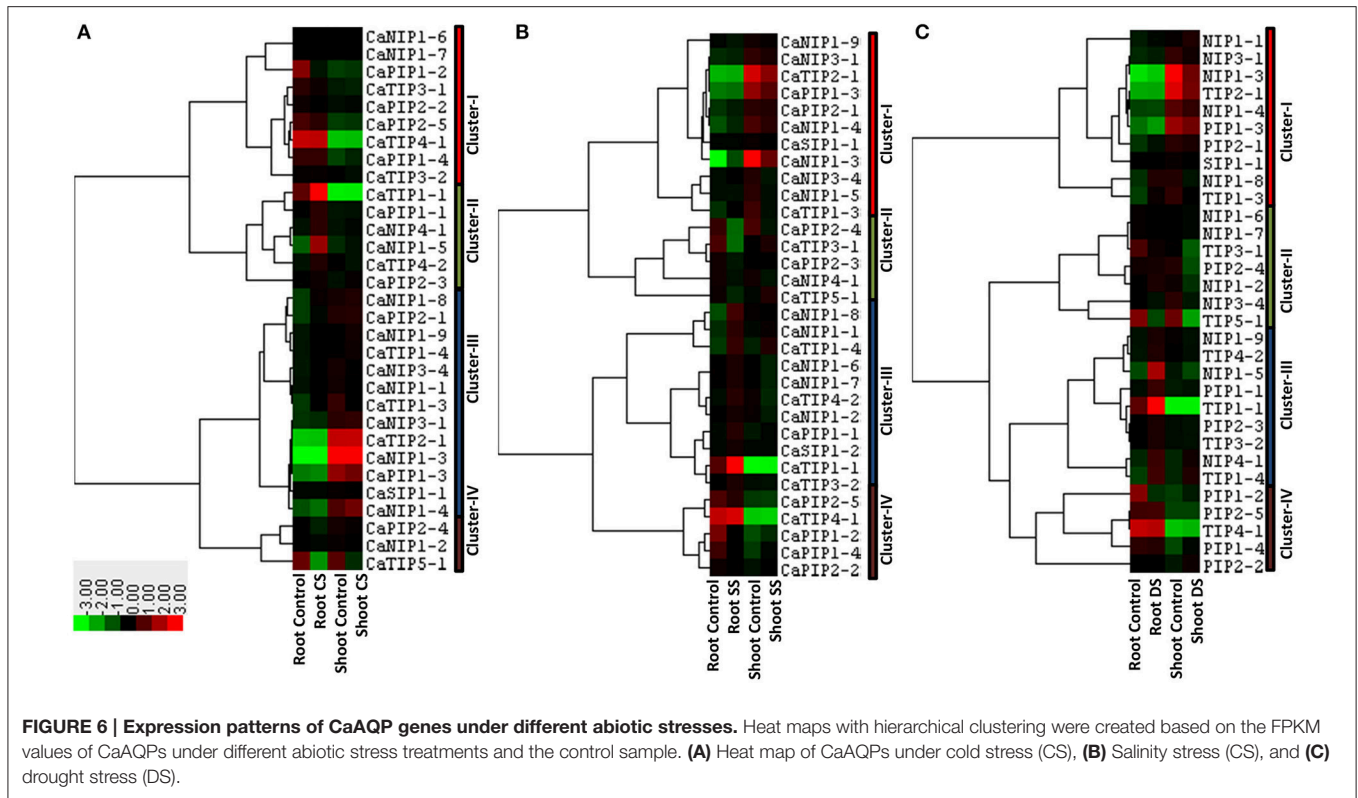 A
CaNIP1-6
CaNIP1-7
CaPIP1-2
CaTIP3-1
CaPIP2-2
CaPIP2-5
CaTIP4-1
CaPIP1-4
CaTIP3-2
CaTIP1-1
CaPIP1-1
CaNIP4-1
CaNIP1-5
CaTIP4-2
CaPIP2-3
CaNIP1-8
CaPIP2-1
CaNIP1-9
CaTIP1-4
CaNIP3-4
CaNIP1-1
CaTIP1-3
CaNIP3-1
CaTIP2-1
CaNIP1-3
CaPIP1-3
CaSIP1-1
CaNIP1-4
CaPIP2-4
CaNIP1-2
CaTIP5-1
Cluster-I
Cluster-II
Cluster-III
Cluster-IV
Root Control
Root CS
Shoot Control
Shoot CS
-3.00
-2.00
-1.00
0.00
1.00
2.00
3.00
B
CaNIP1-9
CaNIP3-1
CaTIP2-1
CaPIP1-3
CaPIP2-1
CaNIP1-4
CaSIP1-1
CaNIP1-3
CaNIP3-4
CaNIP1-5
CaTIP1-3
CaPIP2-4
CaTIP3-1
CaPIP2-3
CaNIP4-1
CaTIP5-1
CaNIP1-8
CaNIP1-1
CaTIP1-4
CaNIP1-6
CaNIP1-7
CaTIP4-2
CaNIP1-2
CaPIP1-1
CaSIP1-2
CaTIP1-1
CaTIP3-2
CaPIP2-5
CaTIP4-1
CaPIP1-2
CaPIP1-4
CaPIP2-2
Cluster-I
Cluster-II
Cluster-III
Cluster-IV
Root Control
Root SS
Shoot Control
Shoot SS
C
NIP1-1
NIP3-1
NIP1-3
TIP2-1
NIP1-4
PIP1-3
PIP2-1
SIP1-1
NIP1-8
TIP1-3
NIP1-6
NIP1-7
TIP3-1
PIP2-4
NIP1-2
NIP3-4
TIP5-1
NIP1-9
TIP4-2
NIP1-5
PIP1-1
TIP1-1
PIP2-3
TIP3-2
NIP4-1
TIP1-4
PIP1-2
PIP2-5
TIP4-1
PIP1-4
PIP2-2
Cluster-I
Cluster-II
Cluster-III
Cluster-IV
Root Control
Root DS
Shoot Control
Shoot DS
FIGURE 6 | Expression patterns of CaAQP genes under different abiotic stresses. Heat maps with hierarchical clustering were created based on the FPKM
values of CaAQPs under different abiotic stress treatments and the control sample. (A) Heat map of CaAQPs under cold stress (CS), (B) Salinity stress (CS), and (C)
drought stress (DS).